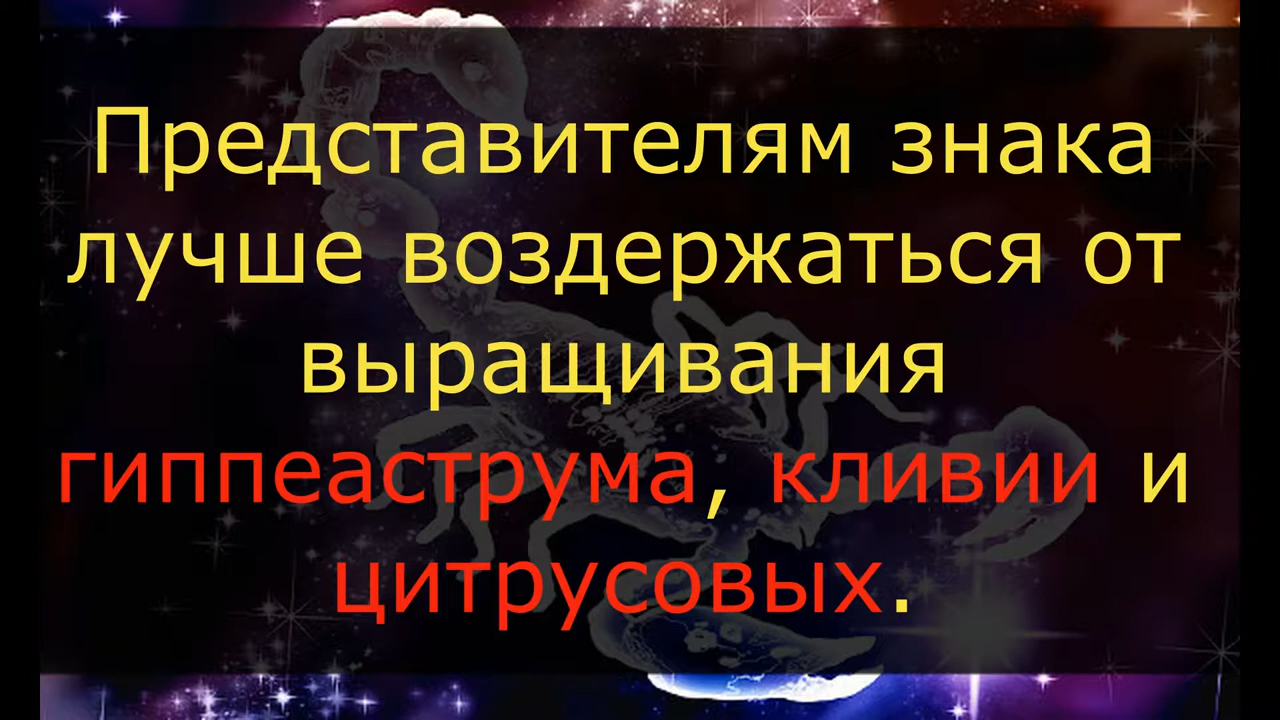 Представителям знака
лучше воздержаться от
выращивания
гиппеаструма, кливии и
цитрусовых.